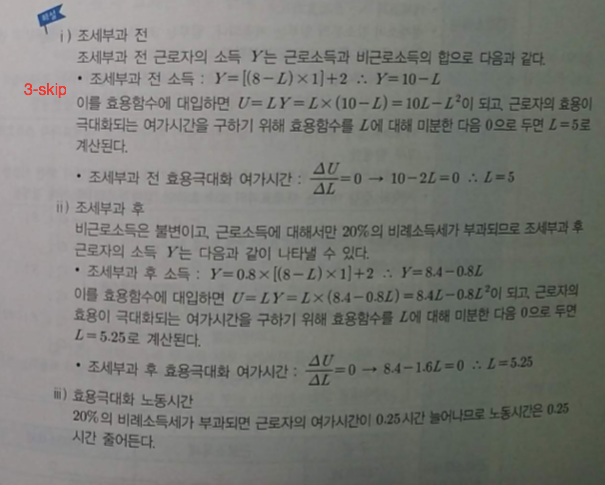 해설
ⅰ) 조세부과 전
조세부과 전 근로자의 소득 Y는 근로소득과 비근로소득의 합으로 다음과 같다.
• 조세부과 전 소득 : Y=[(8-L)×1]+2 ∴ Y=10-L
3-skip
이를 효용함수에 대입하면 U=LY=L×(10-L)=10L-L²이 되고, 근로자의 효용이
극대화되는 여가시간을 구하기 위해 효용함수를 L에 대해 미분한 다음 0으로 두면 L=5로
계산된다.
• 조세부과 전 효용극대화 여가시간 : ΔU/ΔL=0 → 10-2L=0 ∴ L=5
ⅱ) 조세부과 후
비근로소득은 불변이고, 근로소득에 대해서만 20%의 비례소득세가 부과되므로 조세부과 후
근로자의 소득 Y는 다음과 같이 나타낼 수 있다.
• 조세부과 후 소득 : Y=0.8×[(8-L)×1]+2 ∴ Y=8.4-0.8L
이를 효용함수에 대입하면 U=LY=L×(8.4-0.8L)=8.4L-0.8L²이 되고, 근로자의
효용이 극대화되는 여가시간을 구하기 위해 효용함수를 L에 대해 미분한 다음 0으로 두면
L=5.25로 계산된다.
• 조세부과 후 효용극대화 여가시간 : ΔU/ΔL=0 → 8.4-1.6L=0 ∴ L=5.25
ⅲ) 효용극대화 노동시간
20%의 비례소득세가 부과되면 근로자의 여가시간이 0.25시간 늘어나므로 노동시간은 0.25
시간 줄어든다.